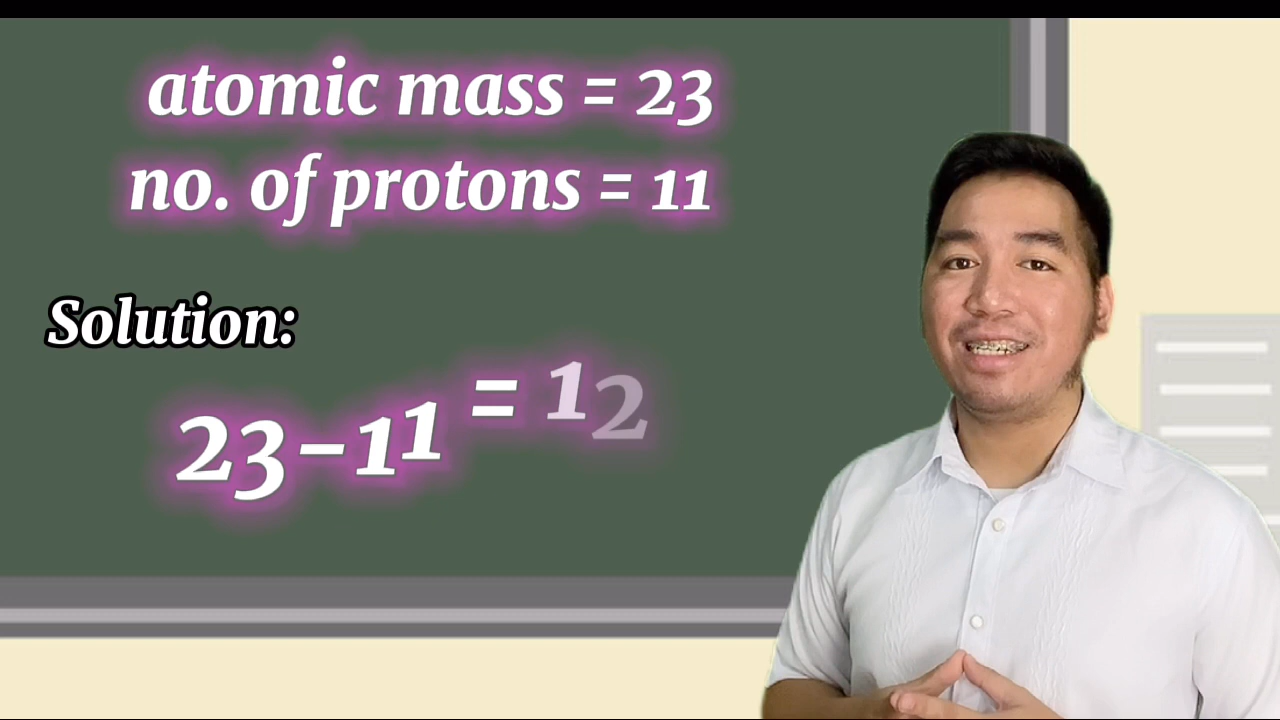 atomic mass = 23
no. of protons = 11
Solution:
23-11 = 12